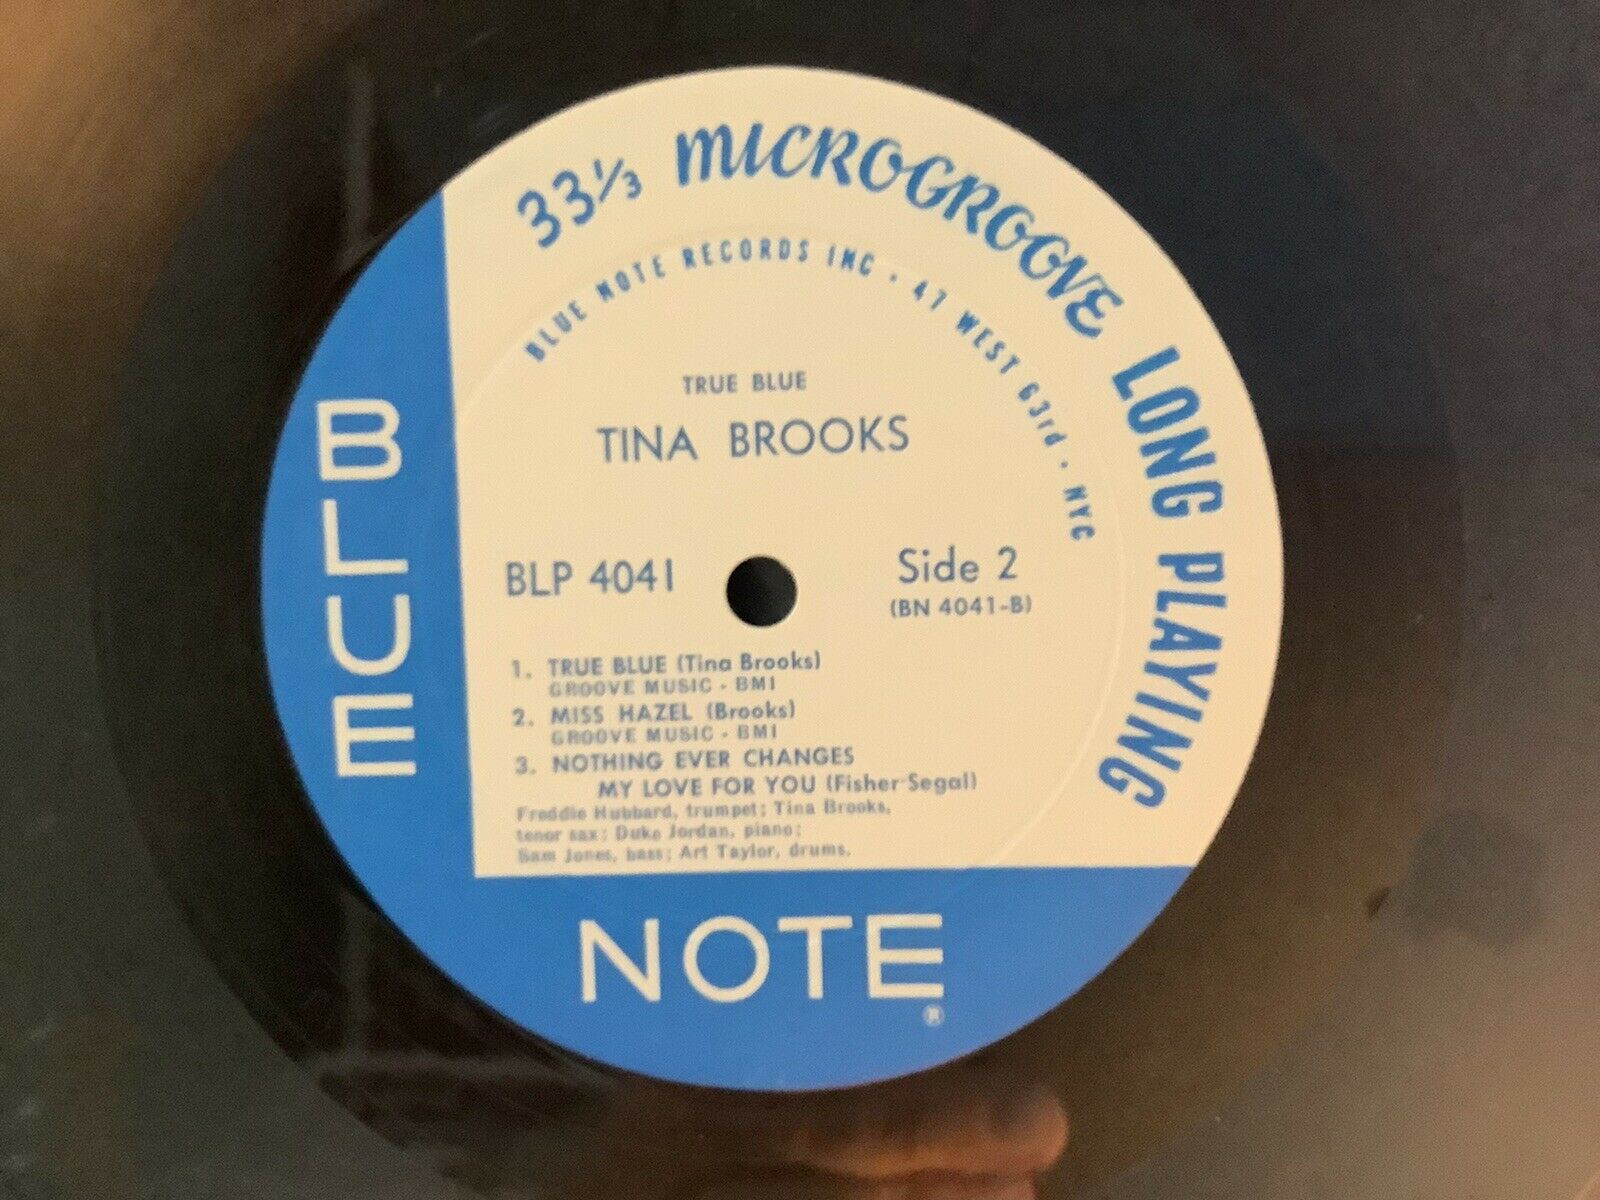 33⅓ MICROGROOVE LONG PLAYING
BLUE NOTE RECORDS INC · 47 WEST 63rd · NYC
TRUE BLUE
TINA BROOKS
BLP 4041
Side 2
(BN 4041-B)
1. TRUE BLUE (Tina Brooks)
GROOVE MUSIC - BMI
2. MISS HAZEL (Brooks)
GROOVE MUSIC - BMI
3. NOTHING EVER CHANGES
MY LOVE FOR YOU (Fisher-Segal)
Freddie Hubbard, trumpet; Tina Brooks,
tenor sax; Duke Jordan, piano;
Sam Jones, bass; Art Taylor, drums.
BLUE
NOTE®